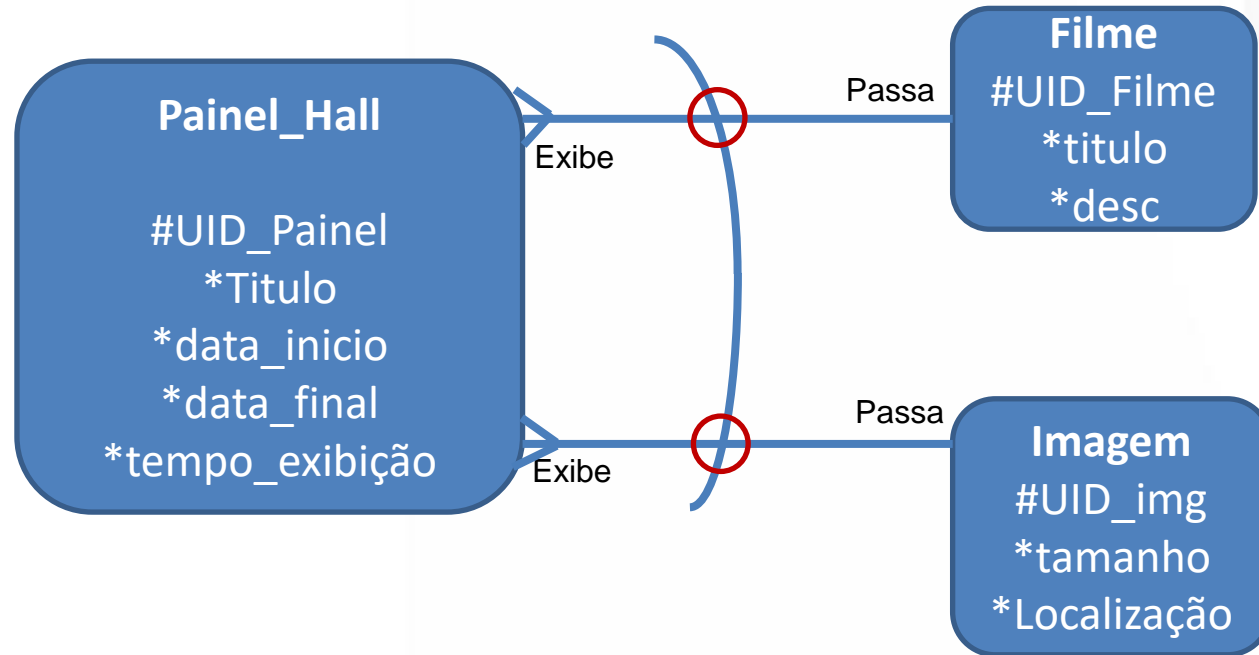 Painel_Hall
#UID_Painel
*Titulo
*data_inicio
*data_final
*tempo_exibição
Exibe
Passa
Filme
#UID_Filme
*titulo
*desc
Exibe
Passa
Imagem
#UID_img
*tamanho
*Localização